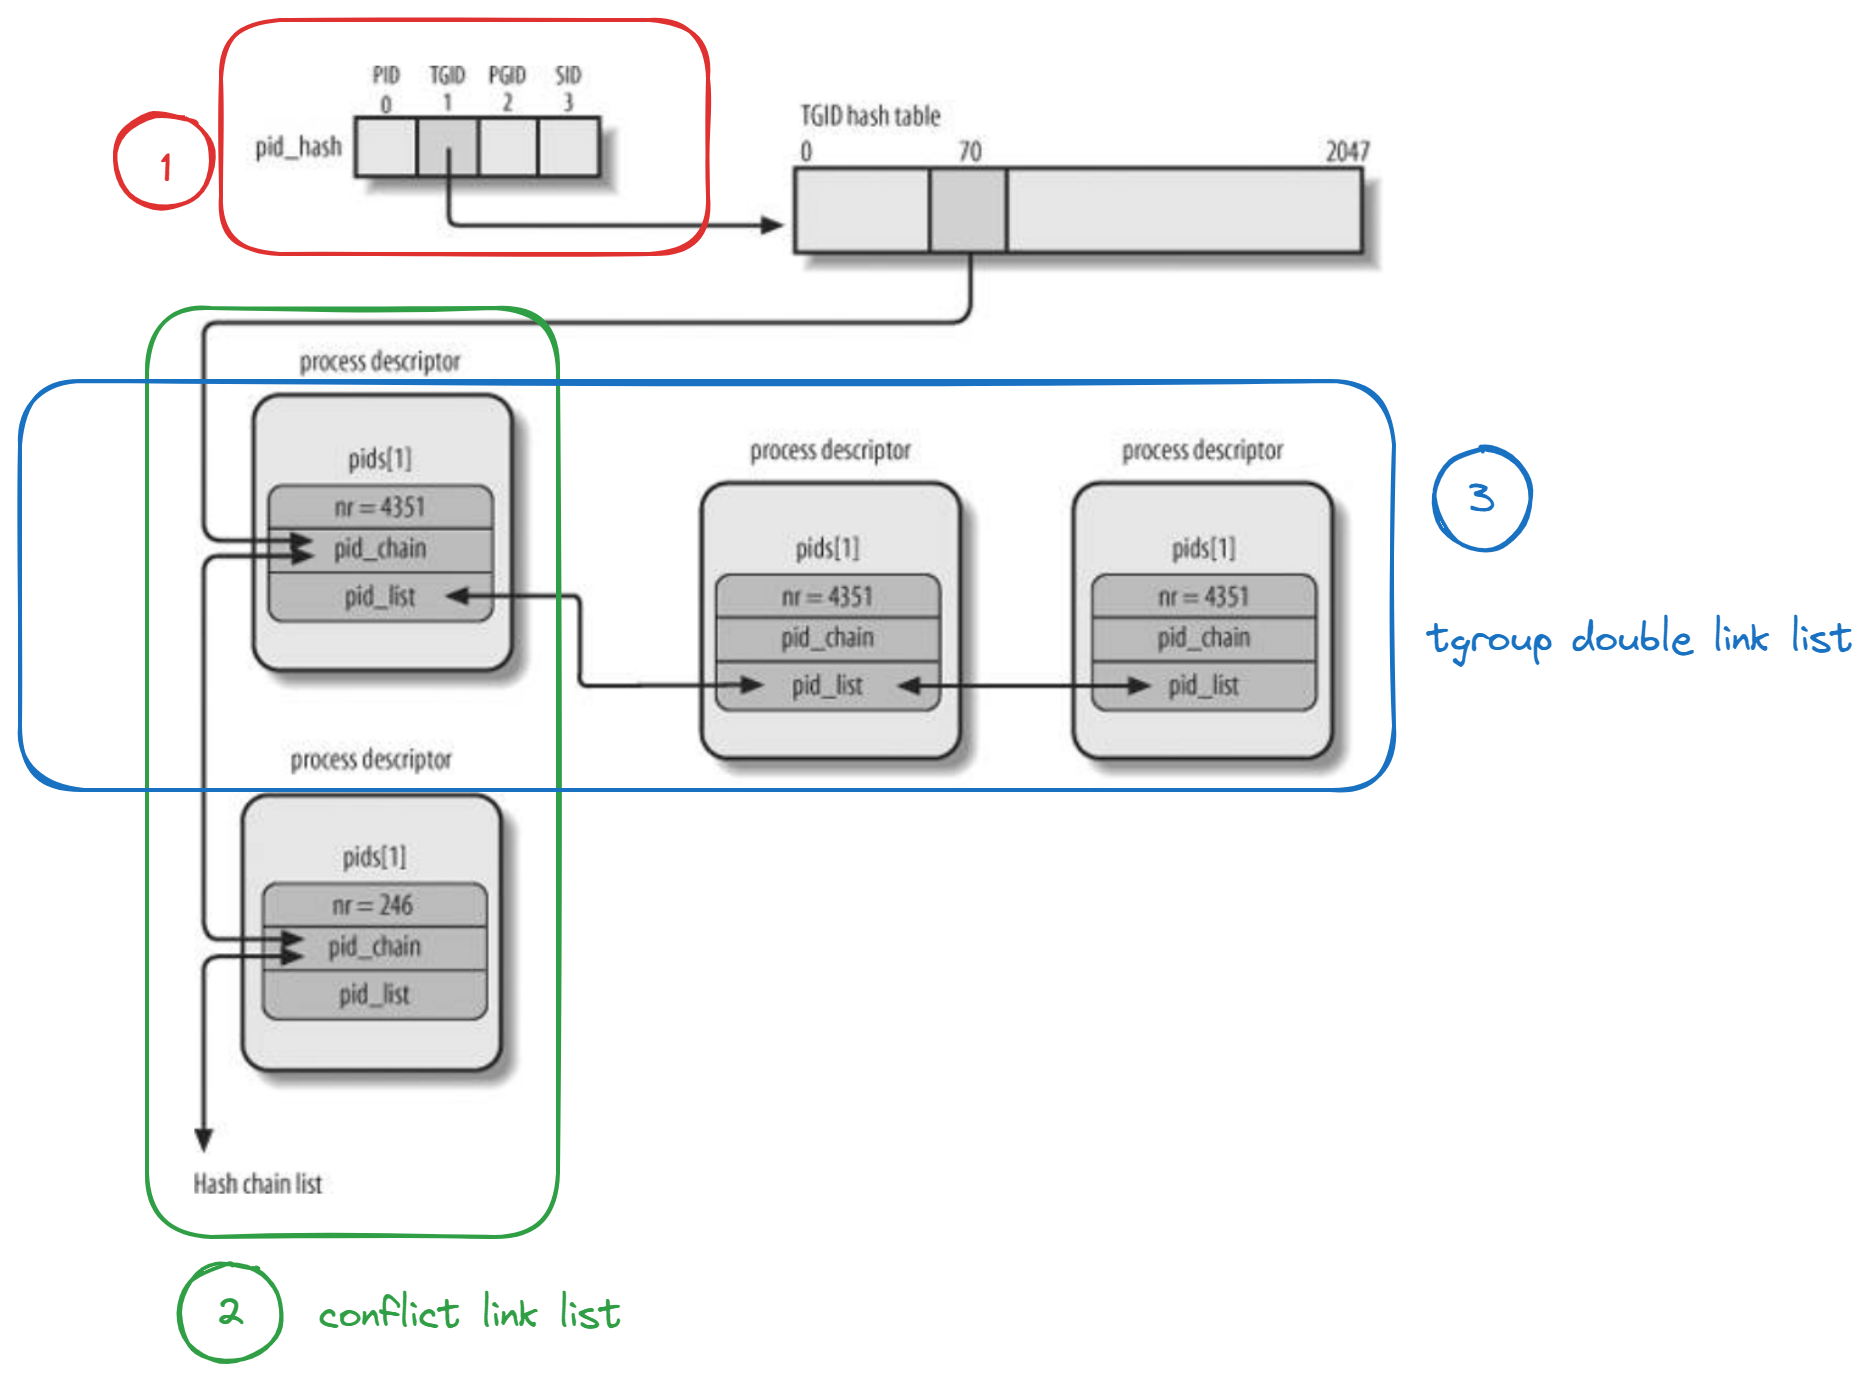 PID TGID PGID SID
0 1 2 3
pid_hash
1
TGID hash table
0 70 2047
process descriptor
pids[1]
nr = 4351
pid_chain
pid_list
process descriptor
pids[1]
nr = 4351
pid_chain
pid_list
process descriptor
pids[1]
nr = 4351
pid_chain
pid_list
3
tgroup double link list
process descriptor
pids[1]
nr = 246
pid_chain
pid_list
Hash chain list
2 conflict link list